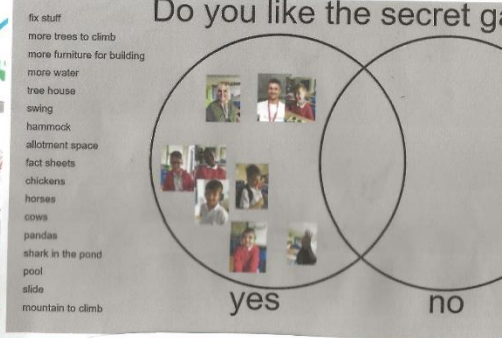 Do you like the secret ga
fix stuff
more trees to climb
more furniture for building
more water
tree house
swing
hammock
allotment space
fact sheets
chickens
horses
cows
pandas
shark in the pond
pool
slide
mountain to climb
yes
no